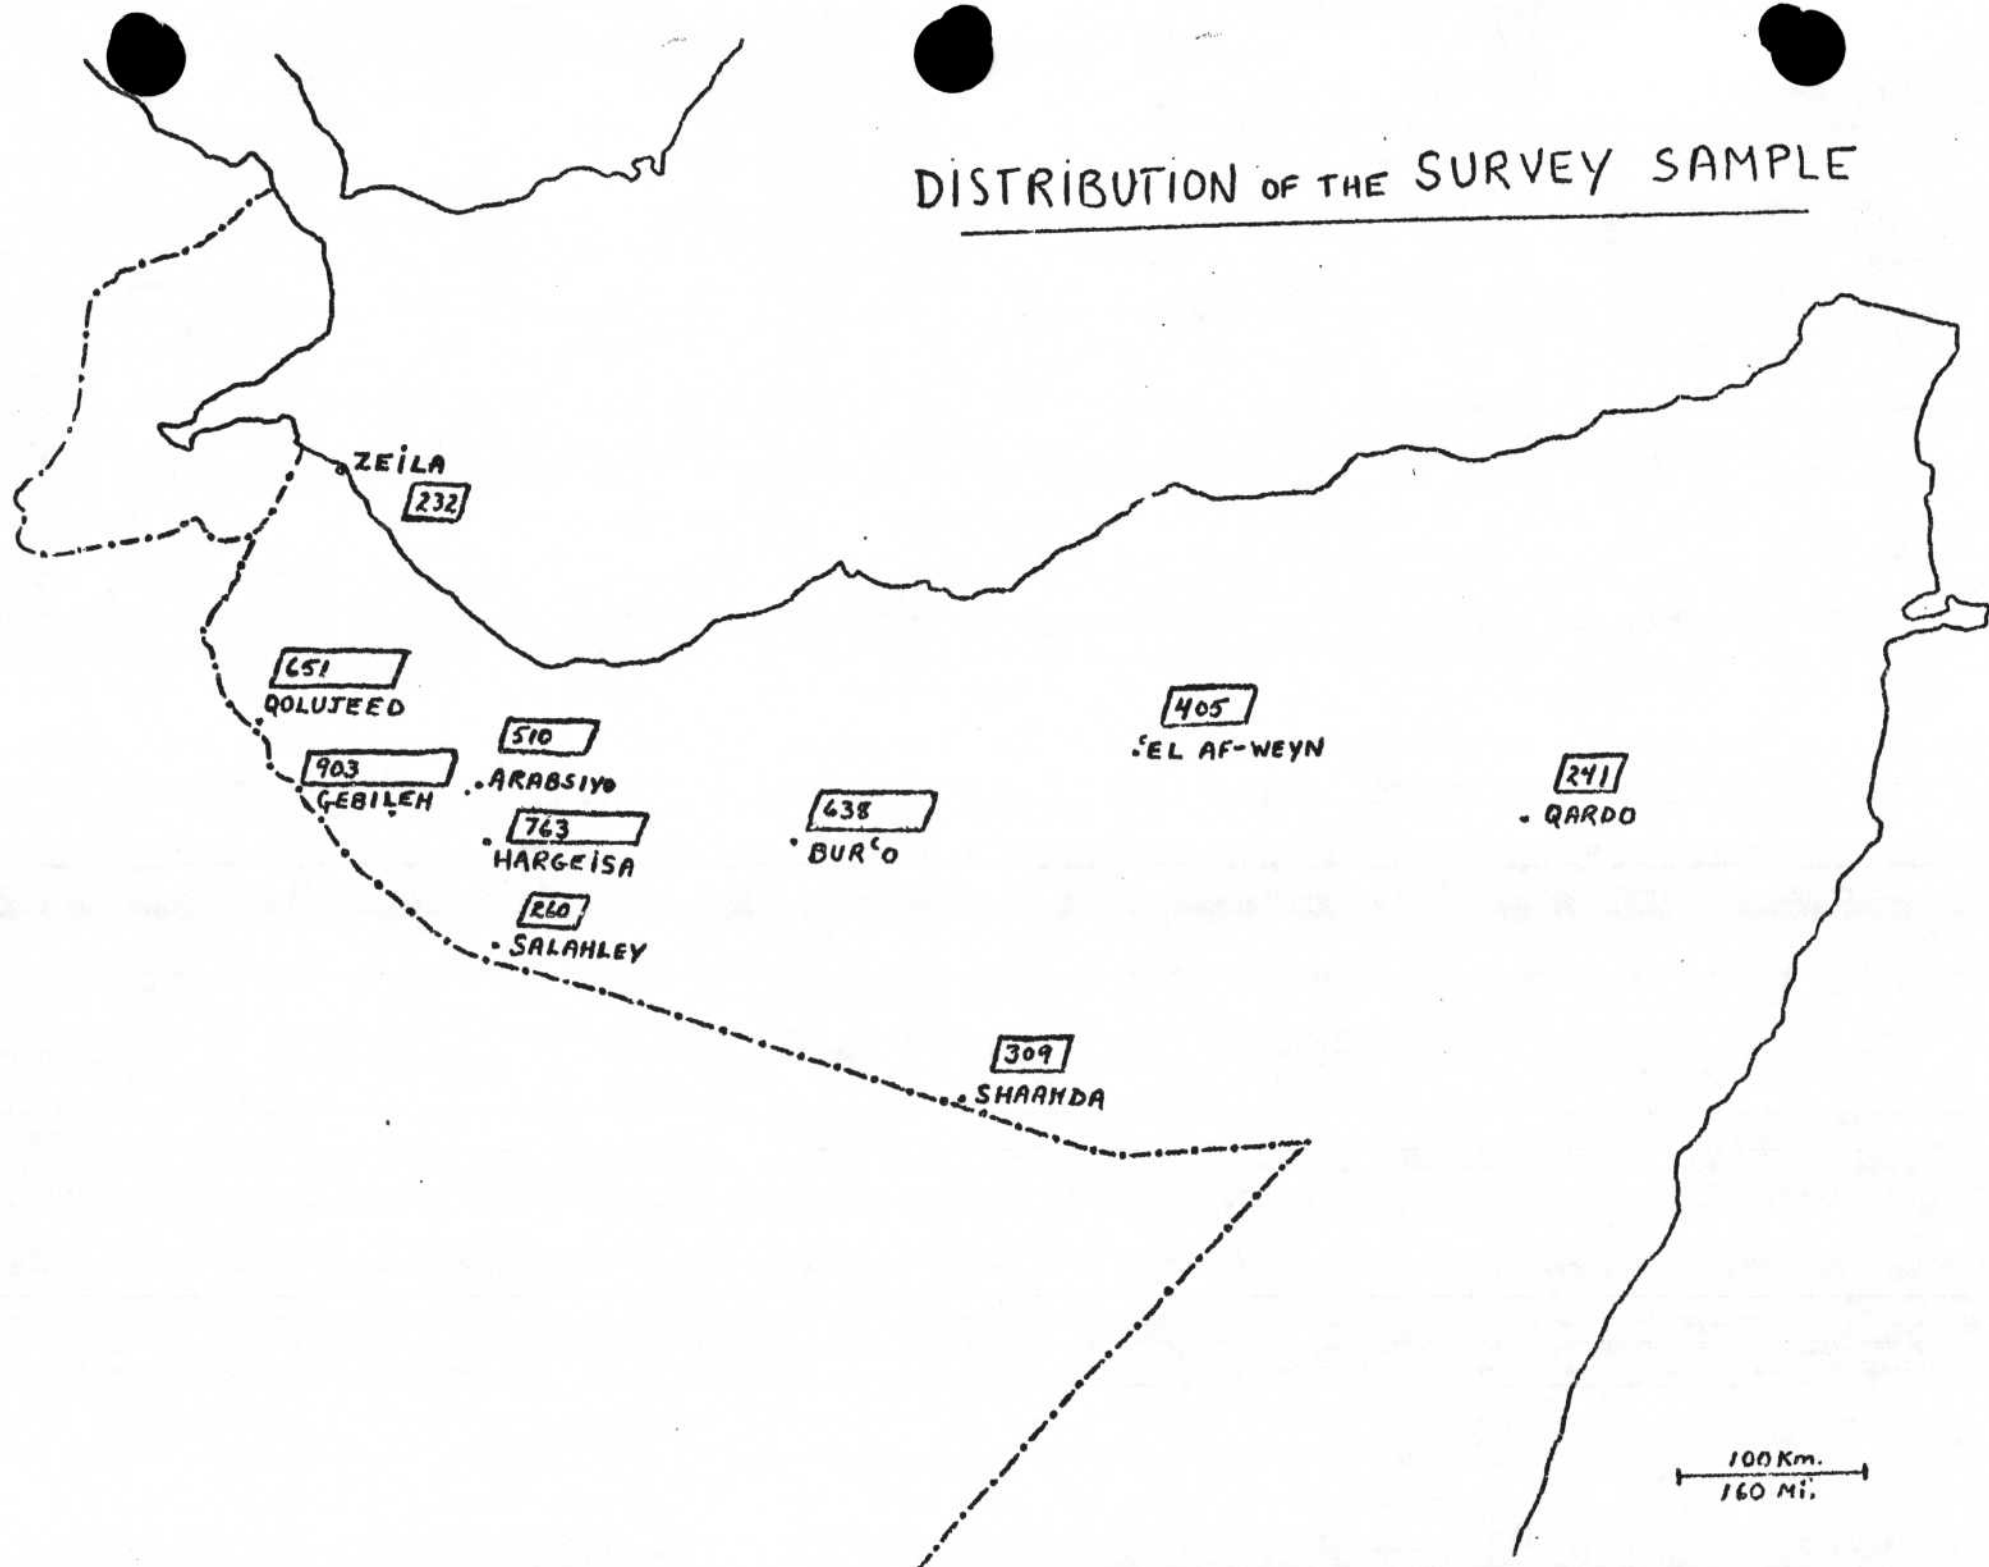 DISTRIBUTION OF THE SURVEY SAMPLE
ZEILA
232
651
QOLUJEED
510
ARABSIYO
903
GEBILEH
763
HARGEISA
260
SALAHLEY
638
BUR‘O
405
‘EL AF-WEYN
241
QARDO
309
SHAAHDA
100 Km.
160 Mi.